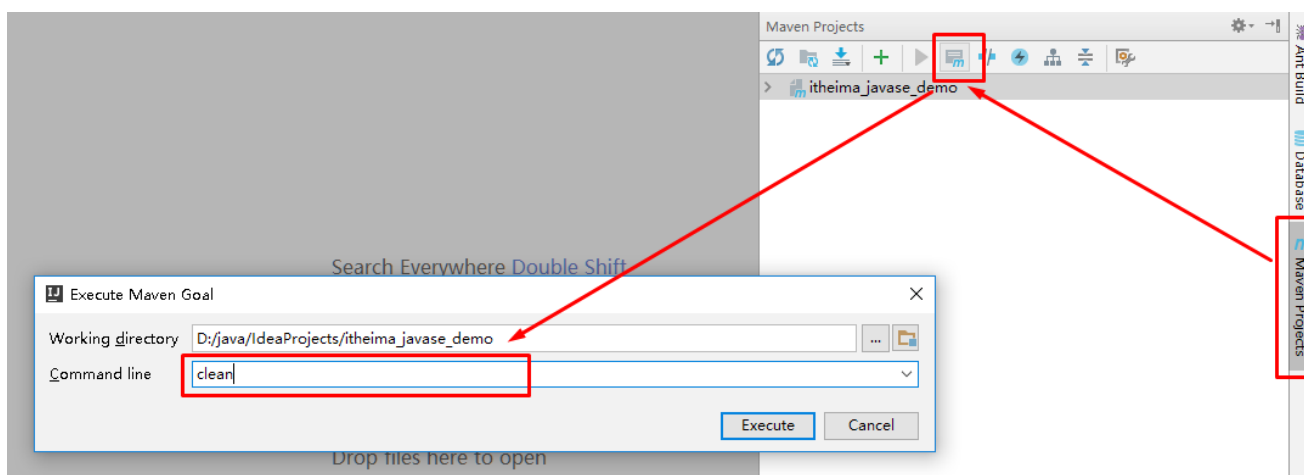 Maven Projects
itheima_javase_demo
Ant Build
Database
Maven Projects
Search Everywhere Double Shift
Execute Maven Goal
Working directory D:/java/IdeaProjects/itheima_javase_demo ...
Command line clean
Execute Cancel
Drop files here to open